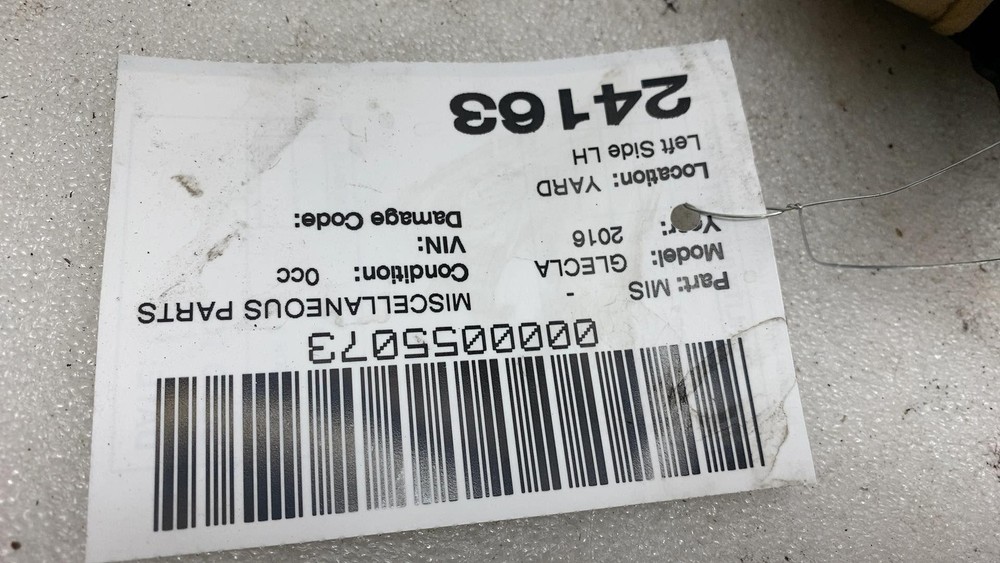 0000055073
Part: MIS - MISCELLANEOUS PARTS
Model: GLECLA Condition: 0cc
Year: 2016 VIN:
Damage Code:
Location: YARD
Left Side LH
24163